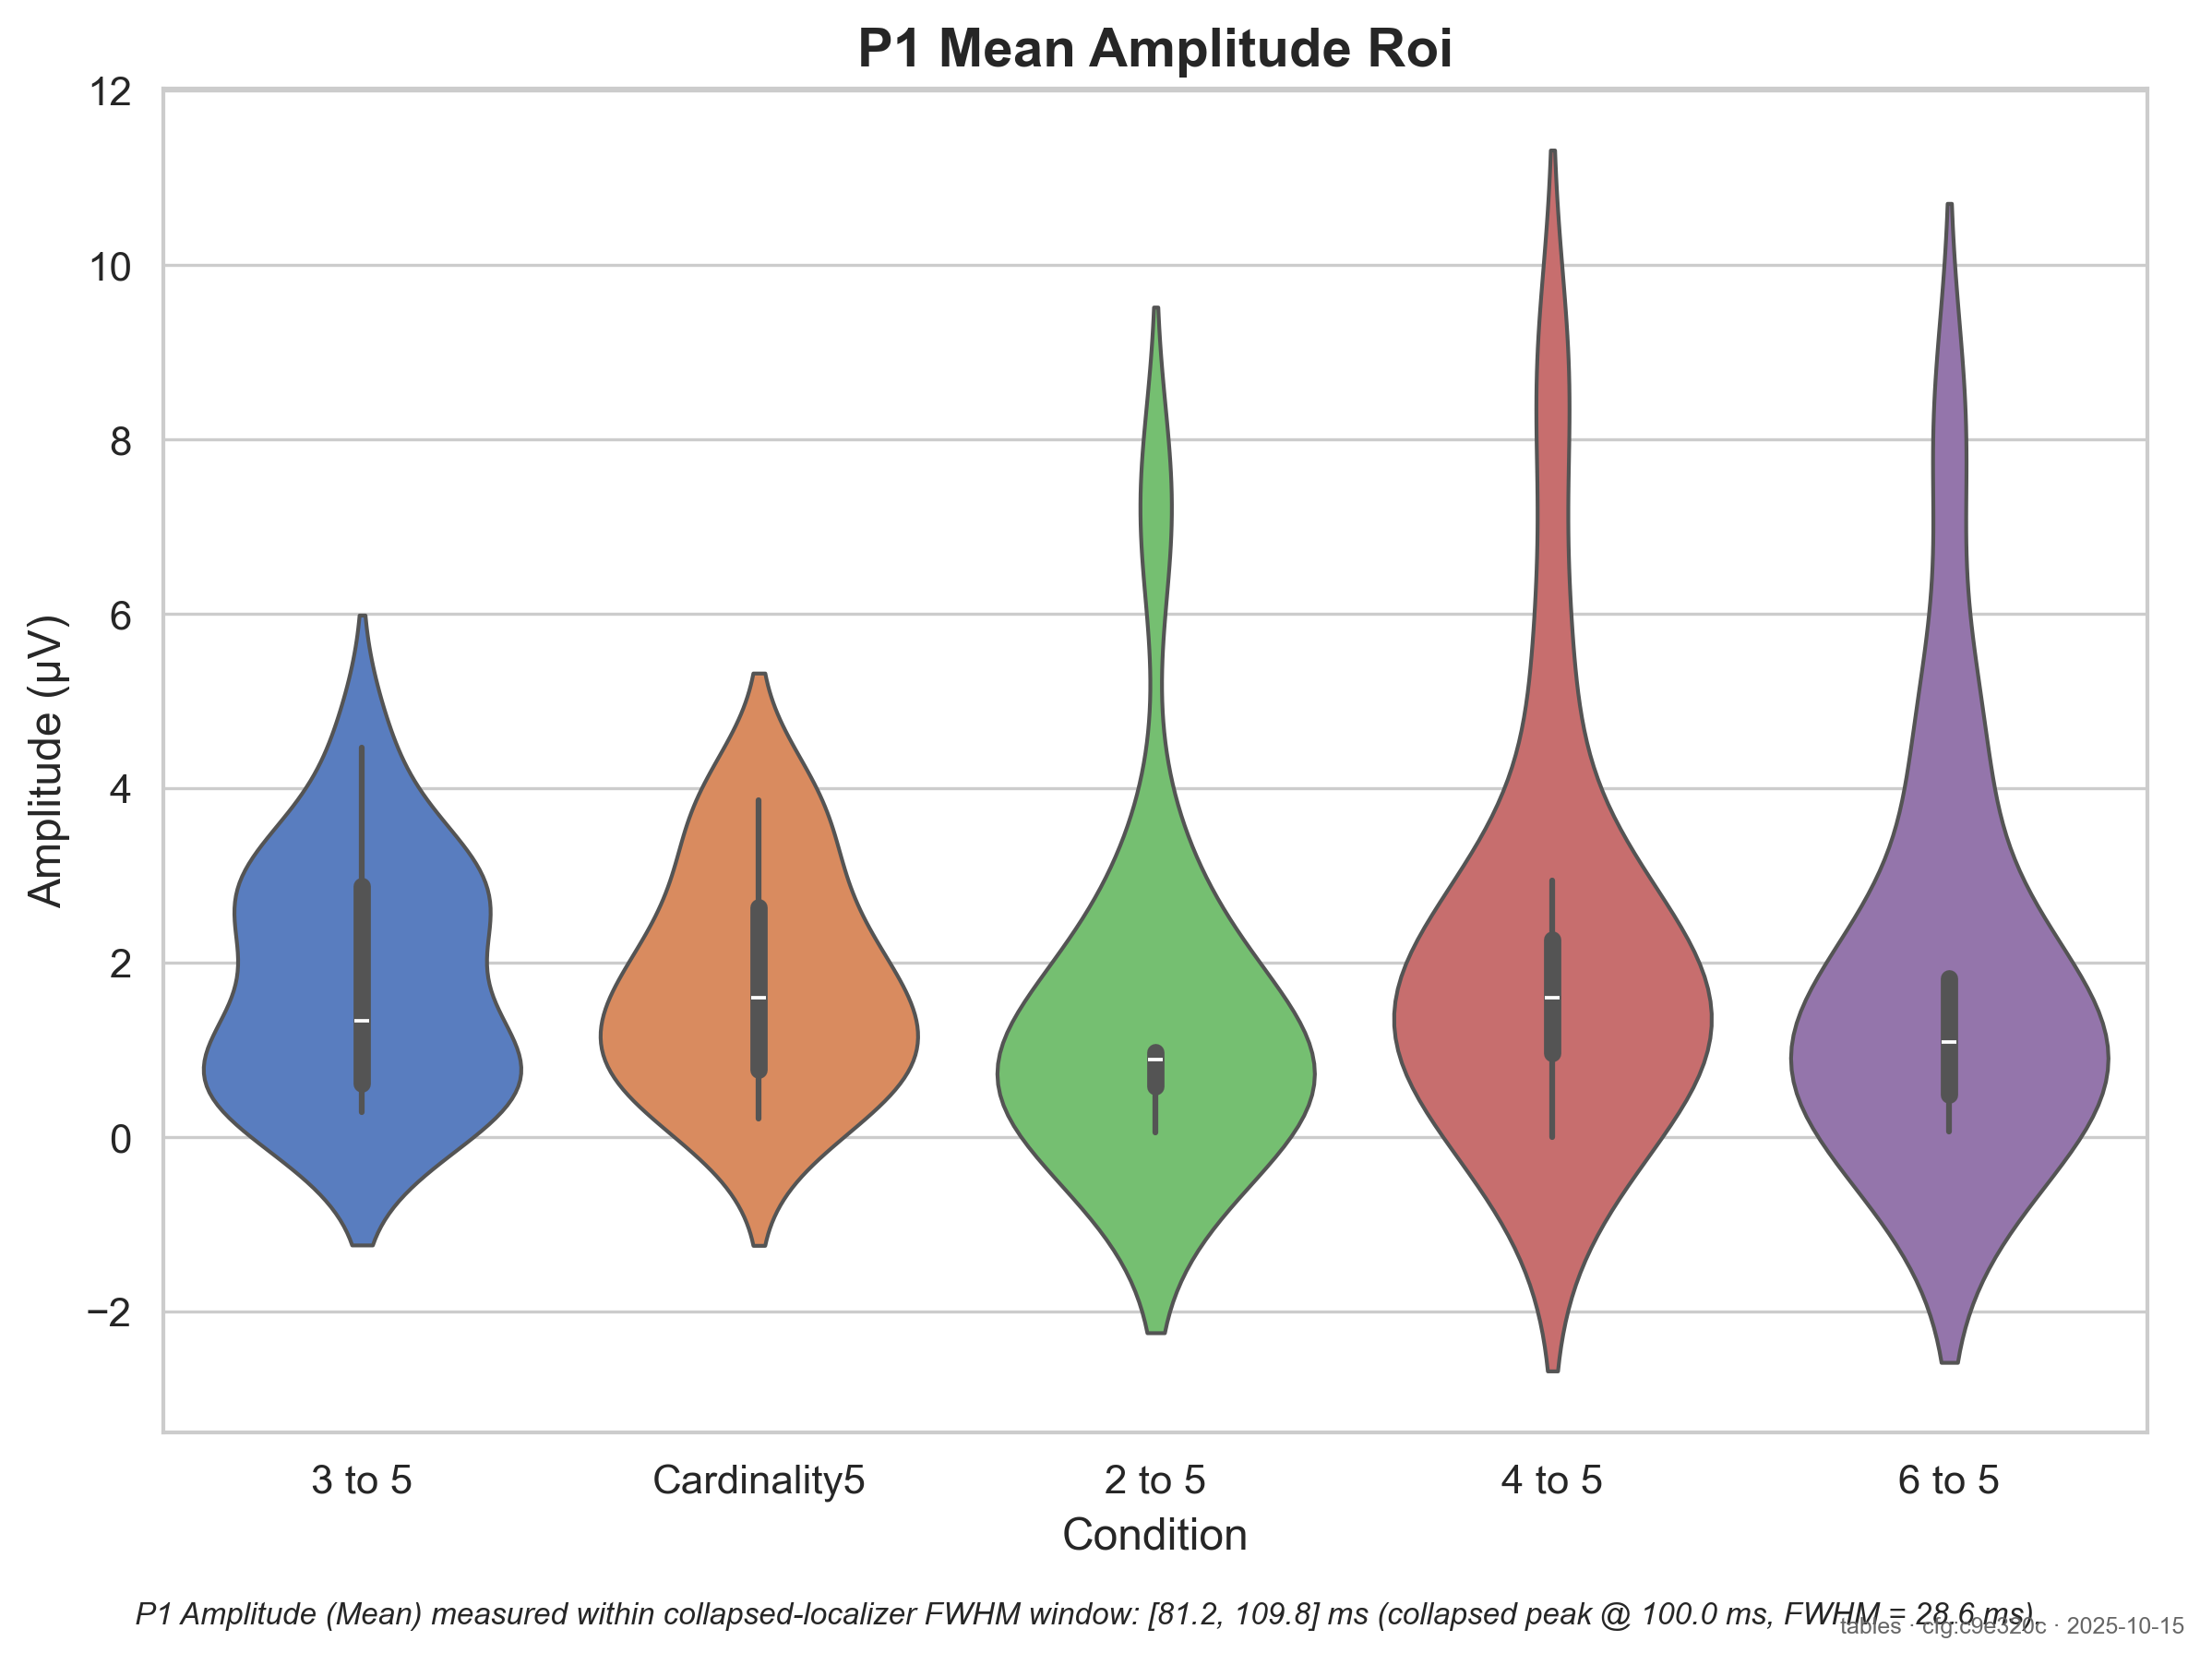 P1 Mean Amplitude Roi
12
10
8
6
4
2
0
−2
Amplitude (µV)
3 to 5
Cardinality5
2 to 5
4 to 5
6 to 5
Condition
P1 Amplitude (Mean) measured within collapsed-localizer FWHM window: [81.2, 109.8] ms (collapsed peak @ 100.0 ms, FWHM = 28.6 ms).
tables · cfg:c9e320c · 2025-10-15